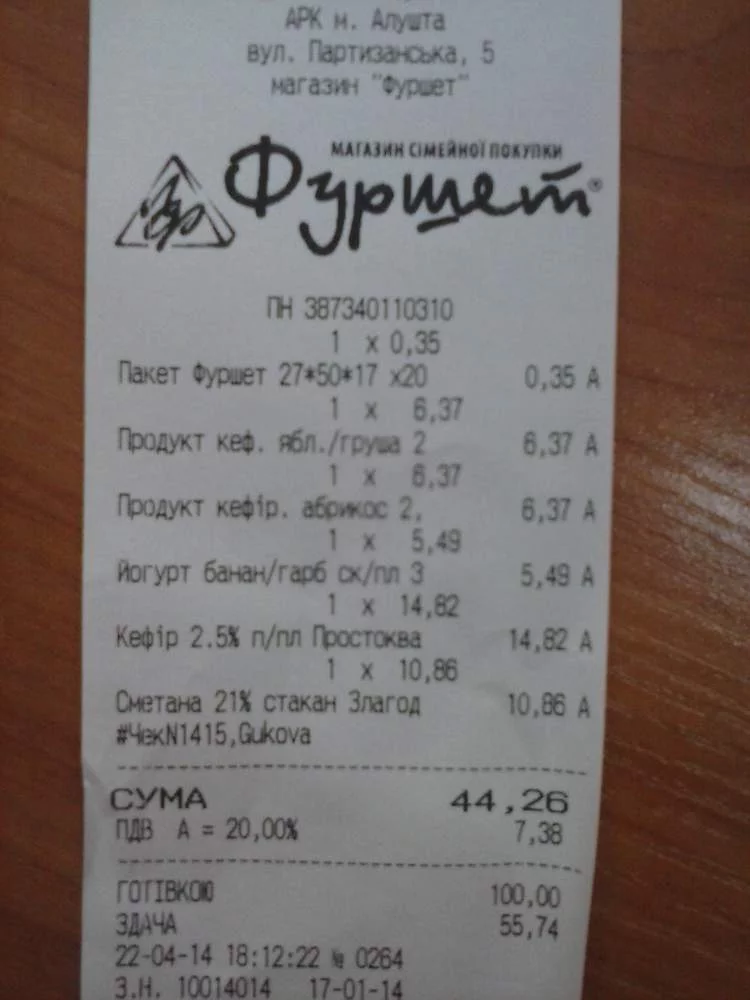 АРК м. Алушта
вул. Партизанська, 5
магазин "Фуршет"
МАГАЗИН СІМЕЙНОЇ ПОКУПКИ
Фуршет®
ПН 387340110310
1 х 0,35
Пакет Фуршет 27*50*17 х20 0,35 А
1 х 6,37
Продукт кеф. ябл./груша 2 6,37 А
1 х 6,37
Продукт кефір. абрикос 2, 6,37 А
1 х 5,49
Йогурт банан/гарб ск/пл 3 5,49 А
1 х 14,82
Кефір 2.5% п/пл Простоква 14,82 А
1 х 10,86
Сметана 21% стакан Злагод 10,86 А
#ЧекN1415,Gukova
СУМА 44,26
ПДВ А = 20,00% 7,38
ГОТІВКОЮ 100,00
ЗДАЧА 55,74
22-04-14 18:12:22 № 0264
З.Н. 10014014 17-01-14